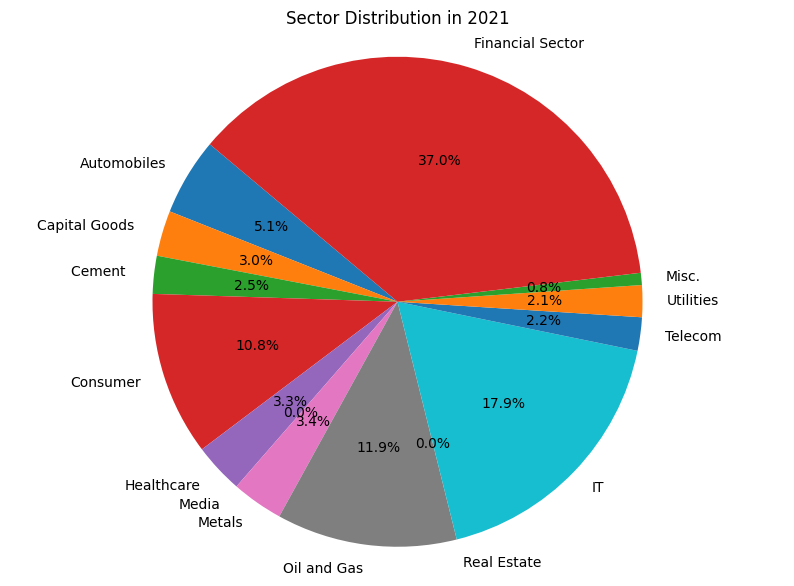 Sector Distribution in 2021
Financial Sector
37.0%
Automobiles
5.1%
Capital Goods
3.0%
Cement
2.5%
Consumer
10.8%
Healthcare
3.3%
Media
0.0%
Metals
3.4%
Oil and Gas
11.9%
Real Estate
0.0%
IT
17.9%
Telecom
2.2%
Utilities
2.1%
Misc.
0.8%